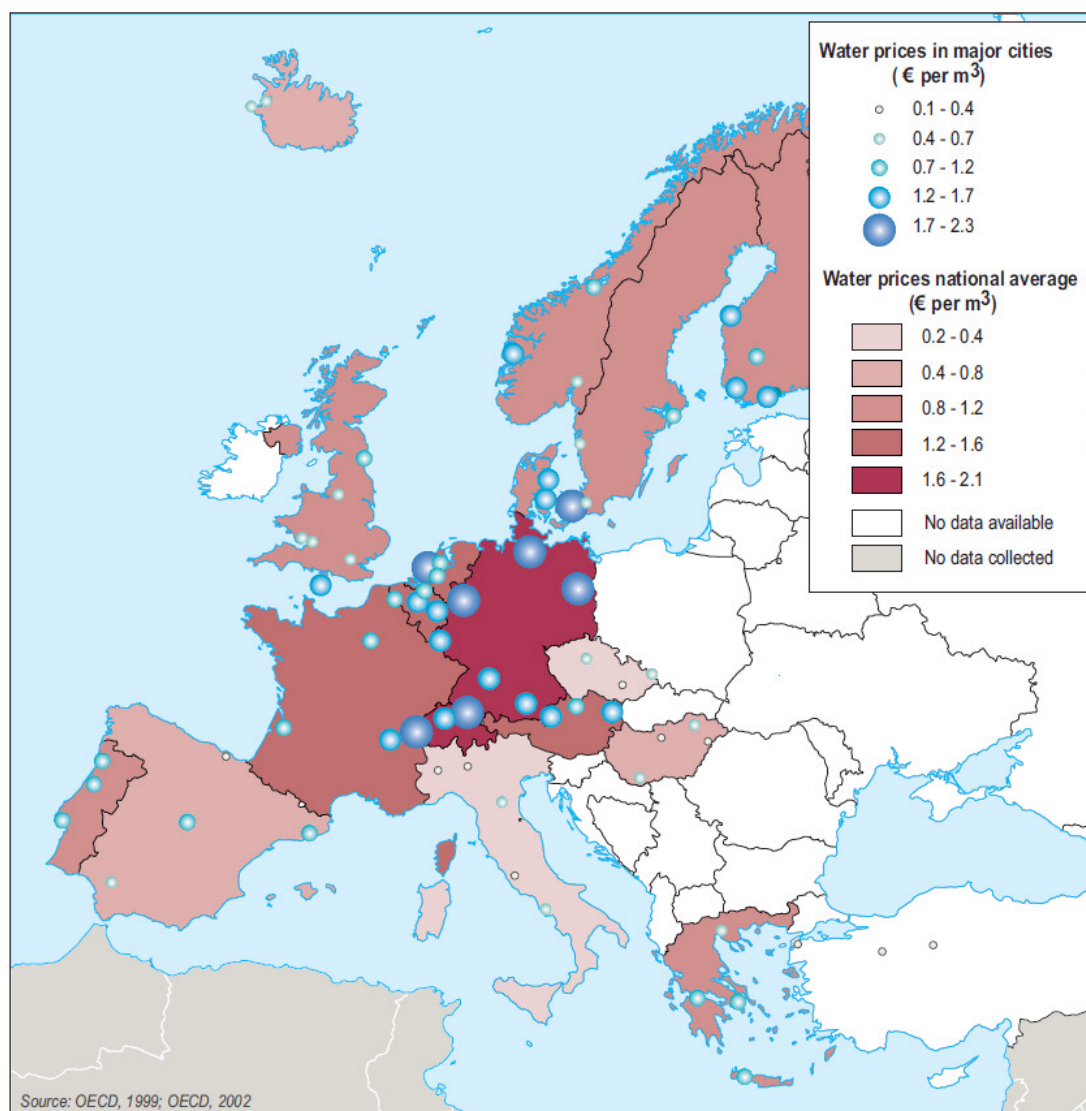 Water prices in major cities
( € per m³)
0.1 - 0.4
0.4 - 0.7
0.7 - 1.2
1.2 - 1.7
1.7 - 2.3
Water prices national average
(€ per m³)
0.2 - 0.4
0.4 - 0.8
0.8 - 1.2
1.2 - 1.6
1.6 - 2.1
No data available
No data collected
Source: OECD, 1999; OECD, 2002